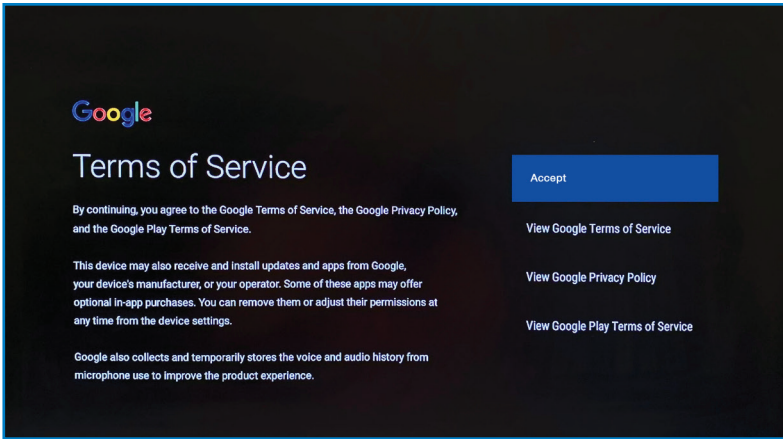 Google
Terms of Service
By continuing, you agree to the Google Terms of Service, the Google Privacy Policy,
and the Google Play Terms of Service.
This device may also receive and install updates and apps from Google,
your device's manufacturer, or your operator. Some of these apps may offer
optional in-app purchases. You can remove them or adjust their permissions at
any time from the device settings.
Google also collects and temporarily stores the voice and audio history from
microphone use to improve the product experience.
Accept
View Google Terms of Service
View Google Privacy Policy
View Google Play Terms of Service